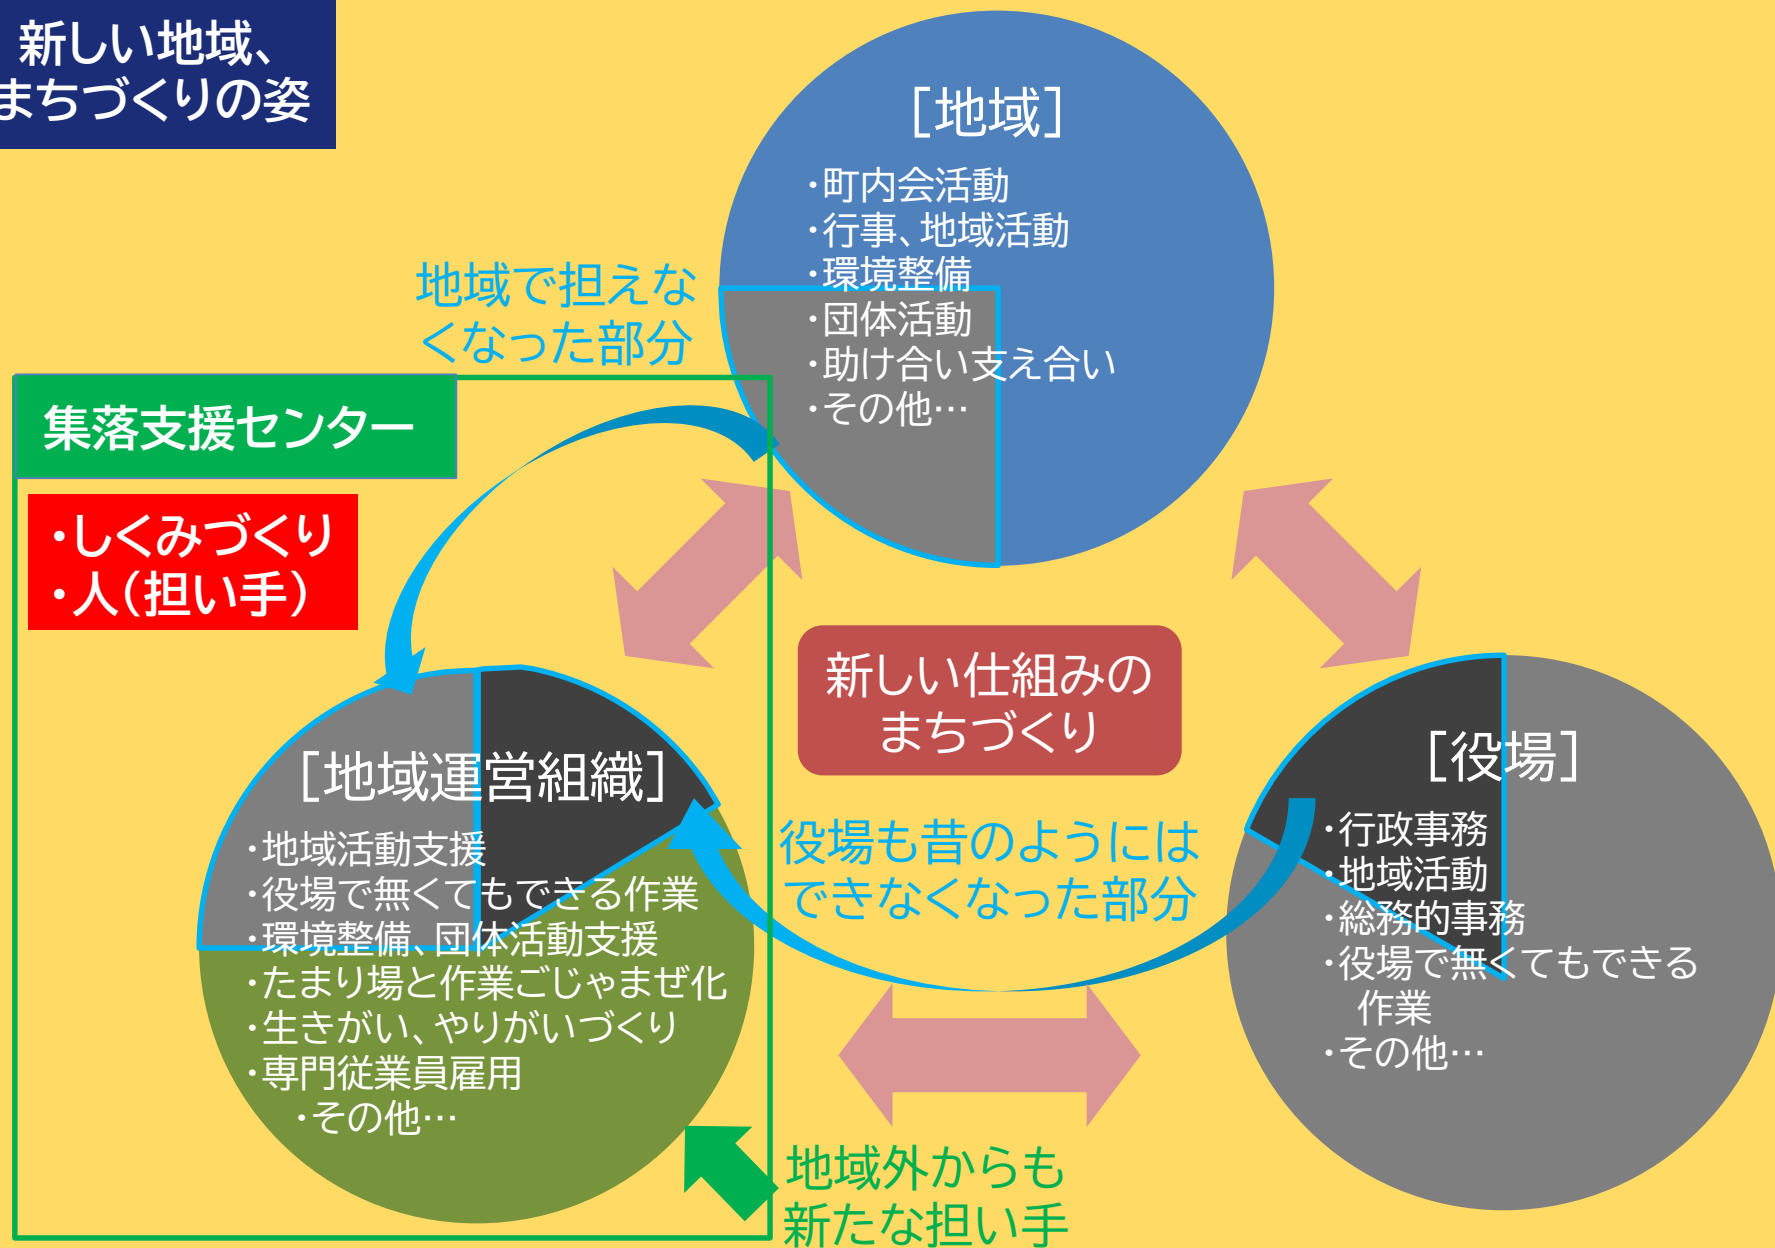 新しい地域、
まちづくりの姿
［地域］
・町内会活動
・行事、地域活動
・環境整備
・団体活動
・助け合い支え合い
・その他…
地域で担えな
くなった部分
集落支援センター
・しくみづくり
・人（担い手）
新しい仕組みの
まちづくり
［地域運営組織］
・地域活動支援
・役場で無くてもできる作業
・環境整備、団体活動支援
・たまり場と作業ごじゃまぜ化
・生きがい、やりがいづくり
・専門従業員雇用
・その他…
役場も昔のようには
できなくなった部分
［役場］
・行政事務
・地域活動
・総務的事務
・役場で無くてもできる
作業
・その他…
地域外からも
新たな担い手